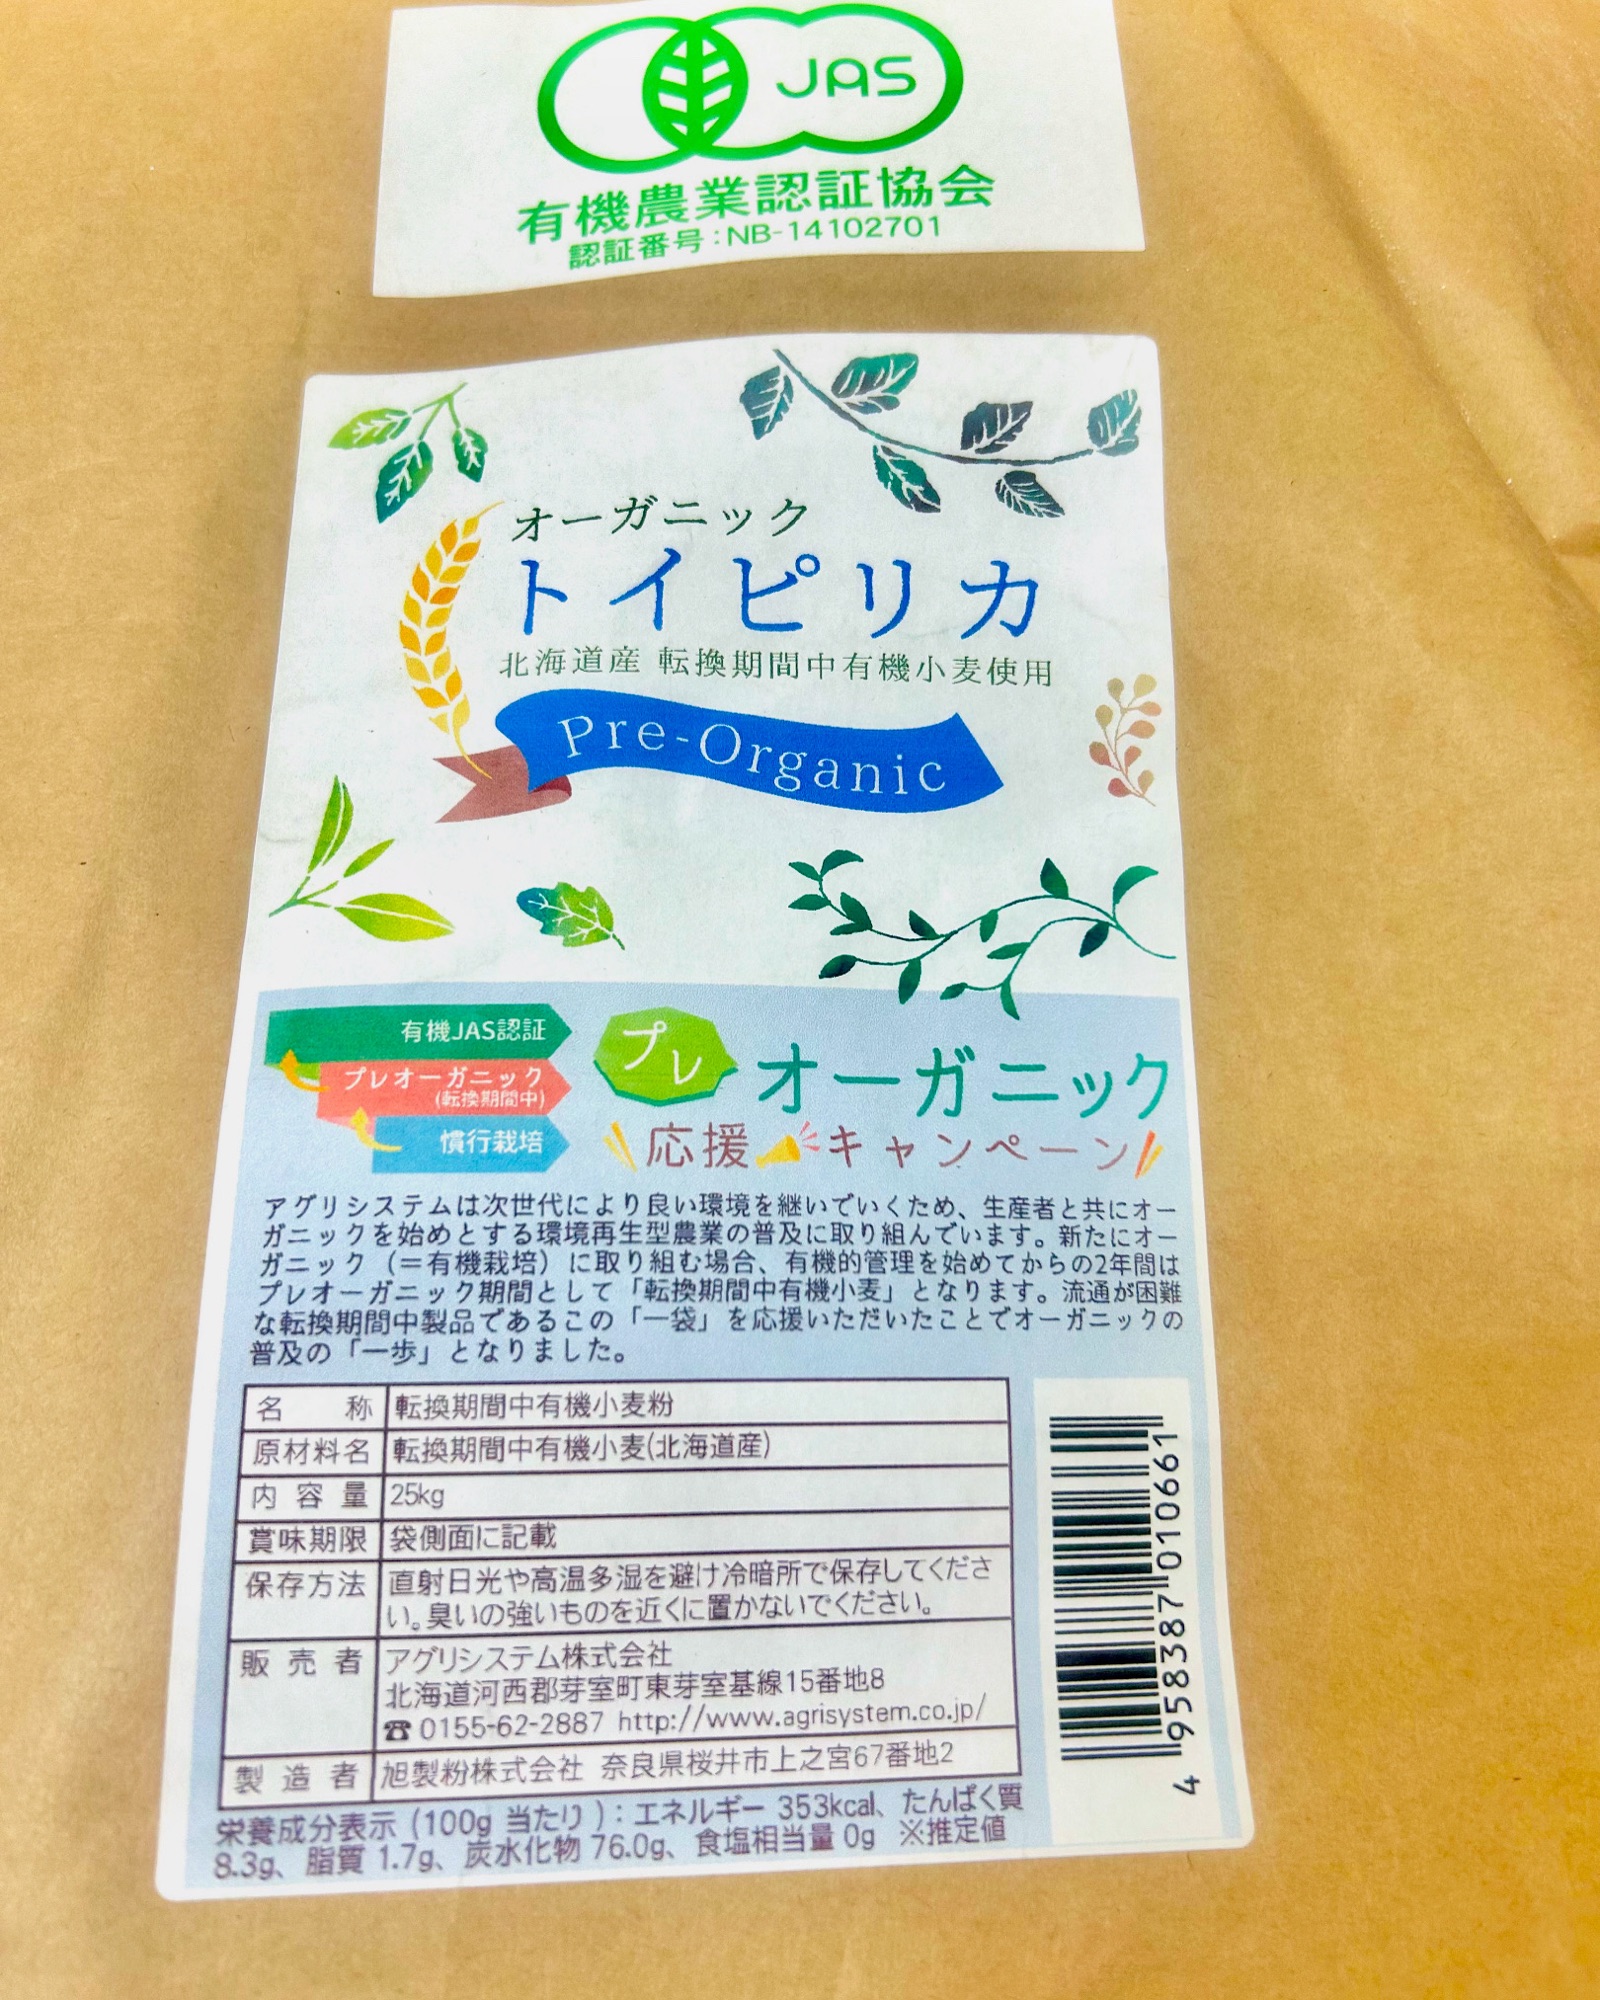 JAS
有機農業認証協会
認証番号:NB-14102701
オーガニック
トイピリカ
北海道産 転換期間中有機小麦使用
Pre-Organic
有機JAS認証
プレオーガニック
(転換期間中)
慣行栽培
プレ オーガニック
応援 キャンペーン
アグリシステムは次世代により良い環境を継いでいくため、生産者と共にオー
ガニックを始めとする環境再生型農業の普及に取り組んでいます。新たにオー
ガニック（＝有機栽培）に取り組む場合、有機的管理を始めてからの2年間は
プレオーガニック期間として「転換期間中有機小麦」となります。流通が困難
な転換期間中製品であるこの「一袋」を応援いただいたことでオーガニックの
普及の「一歩」となりました。
名称 転換期間中有機小麦粉
原材料名 転換期間中有機小麦(北海道産)
内容量 25kg
賞味期限 袋側面に記載
保存方法 直射日光や高温多湿を避け冷暗所で保存してくださ
い。臭いの強いものを近くに置かないでください。
販売者 アグリシステム株式会社
北海道河西郡芽室町東芽室基線15番地8
☎ 0155-62-2887 http://www.agrisystem.co.jp/
製造者 旭製粉株式会社 奈良県桜井市上之宮67番地2
栄養成分表示 (100g 当たり)：エネルギー 353kcal、たんぱく質
8.3g、脂質 1.7g、炭水化物 76.0g、食塩相当量 0g ※推定値
4 958387 010661